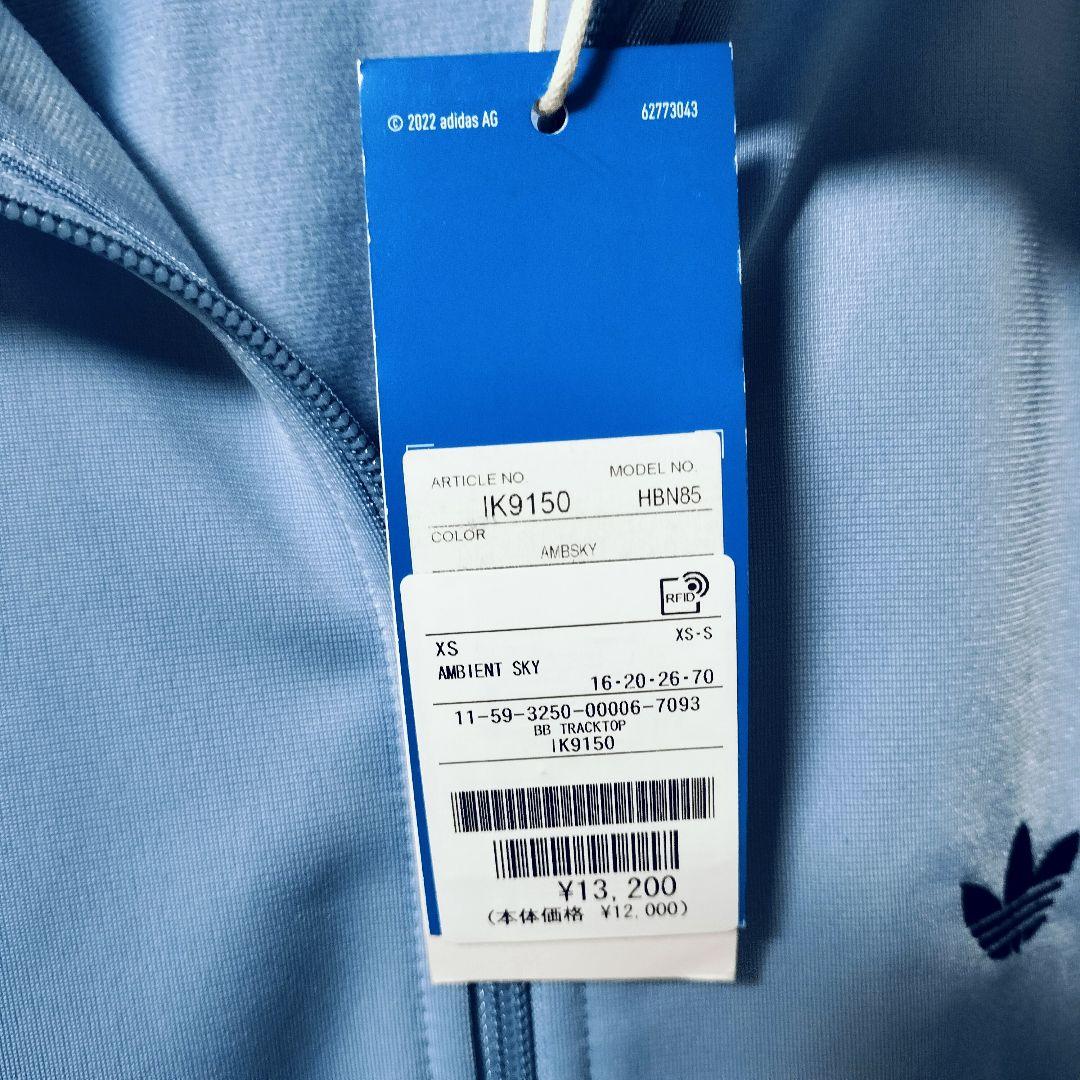 © 2022 adidas AG 62773043
ARTICLE NO MODEL NO.
IK9150 HBN85
COLOR
AMBSKY
RFID
XS XS-S
AMBIENT SKY
16-20-26-70
11-59-3250-00006-7093
BB TRACKTOP
IK9150
¥13,200
(本体価格 ¥12,000)